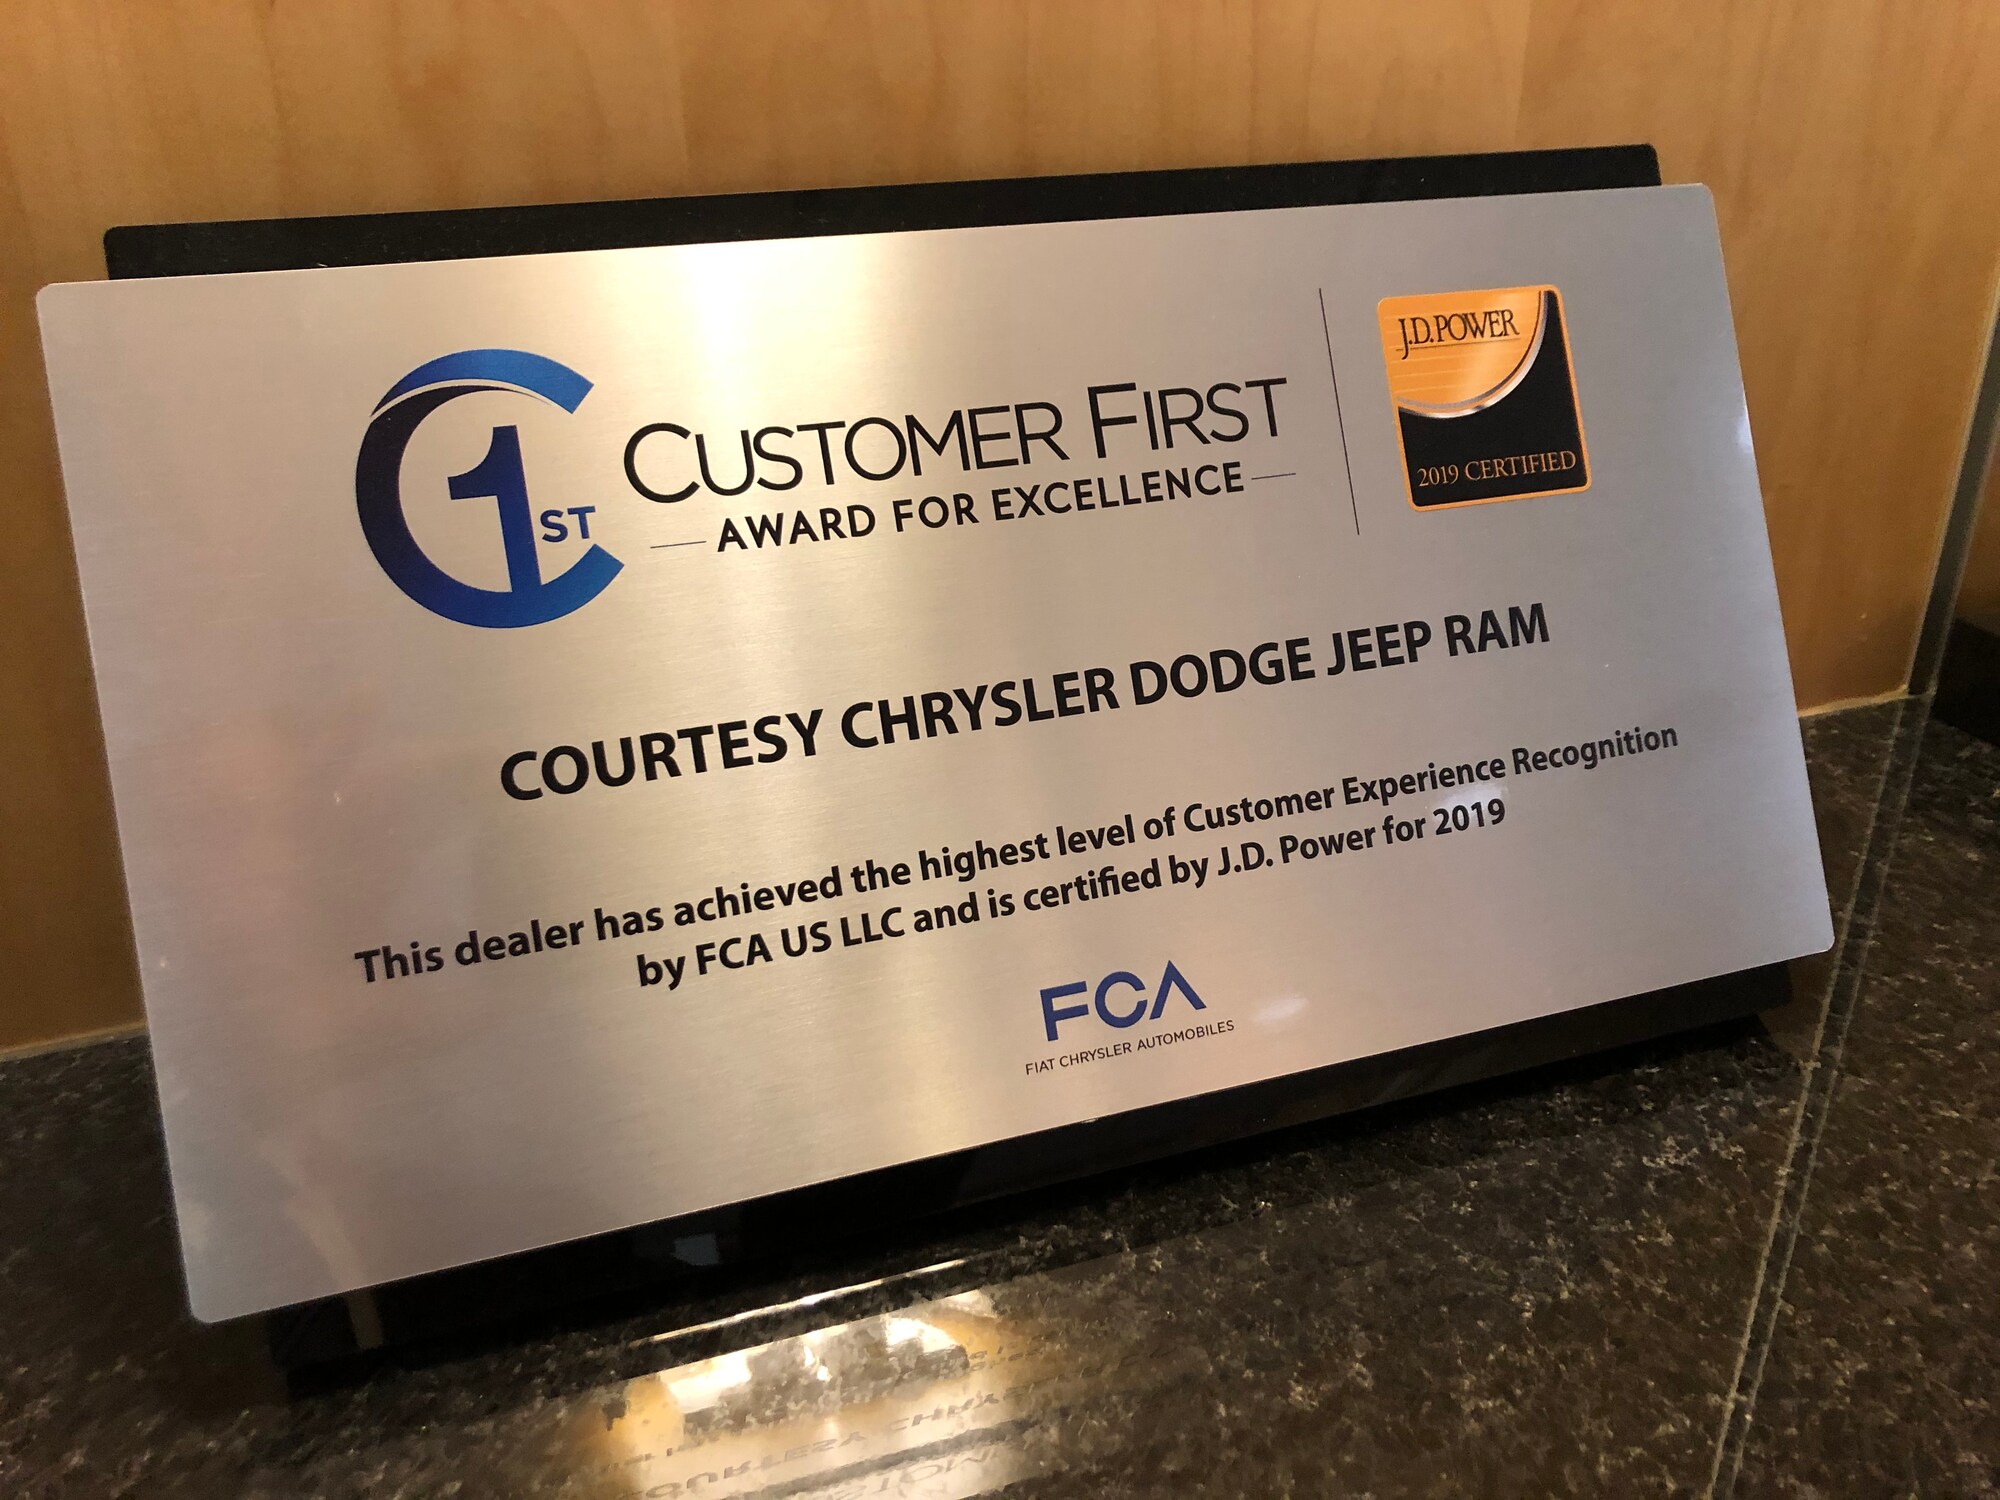 C1ST
CUSTOMER FIRST
AWARD FOR EXCELLENCE
J.D.POWER
2019 CERTIFIED
COURTESY CHRYSLER DODGE JEEP RAM
This dealer has achieved the highest level of Customer Experience Recognition
by FCA US LLC and is certified by J.D. Power for 2019
FCA
FIAT CHRYSLER AUTOMOBILES